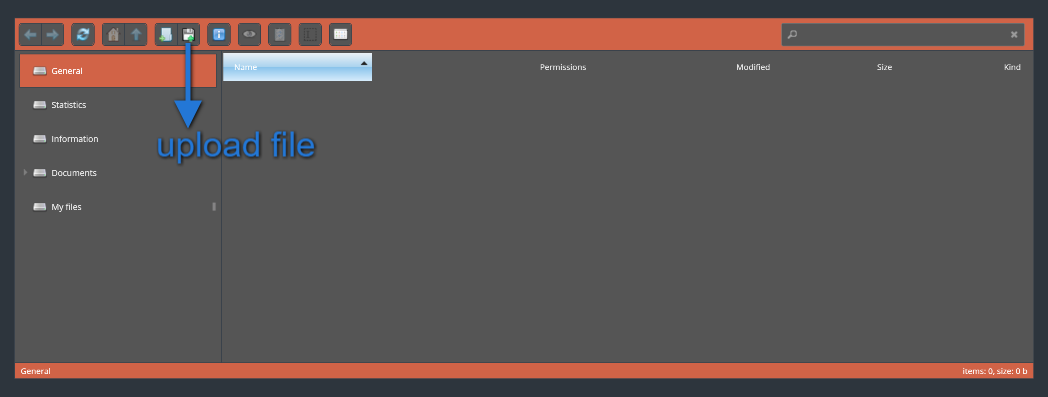 General
Name
Permissions
Modified
Size
Kind
Statistics
Information
upload file
Documents
My files
General
items: 0, size: 0 b